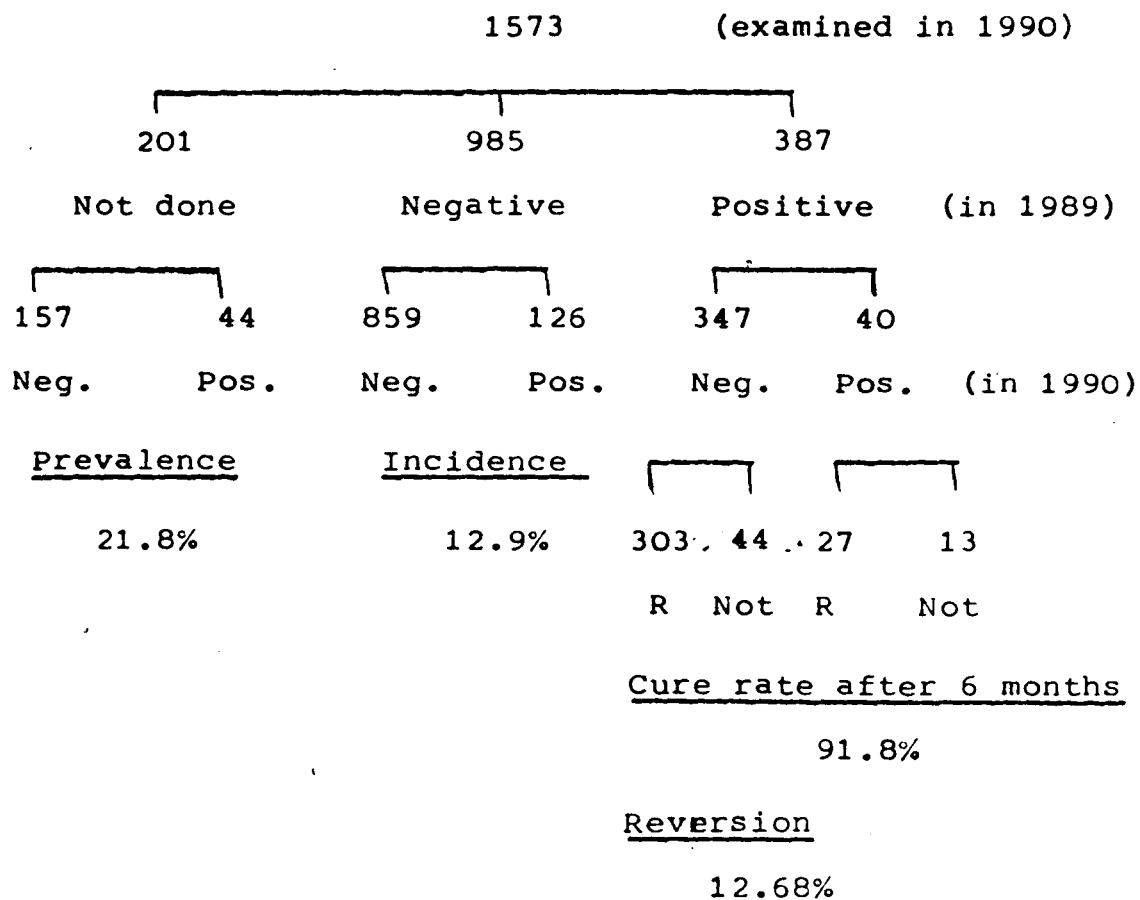 1573 (examined in 1990)
201 985 387
Not done Negative Positive (in 1989)
157 44 859 126 347 40
Neg. Pos. Neg. Pos. Neg. Pos. (in 1990)
Prevalence Incidence
21.8% 12.9% 303 44 27 13
R Not R Not
Cure rate after 6 months
91.8%
Reversion
12.68%